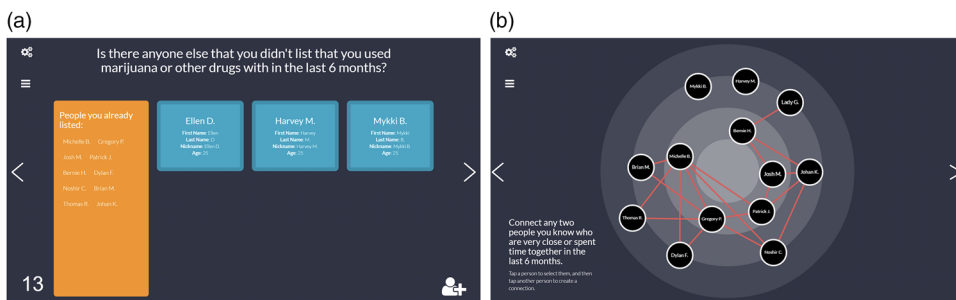 (a)
Is there anyone else that you didn't list that you used
marijuana or other drugs with in the last 6 months?
People you already
listed:
Michelle B. Gregory P.
Josh M. Patrick J.
Bernie H. Dylan F.
Neshir C. Brian M.
Thomas R. Johan K.
Ellen D.
First Name: Ellen
Last Name: D
Nickname: Ellen D.
Age: 25
Harvey M.
First Name: Harvey
Last Name: M
Nickname: Harvey M
Age: 25
Mykki B.
First Name: Mykki
Last Name: B
Nickname: Mykki B.
Age: 25
13
(b)
Mykki B.
Harvey M.
Lady G.
Bernie H.
Michelle B.
Brian M.
Josh M.
Johan K.
Thomas R.
Gregory P.
Patrick J.
Dylan F.
Neshir C.
Connect any two
people you know who
are very close or spent
time together in the
last 6 months.
Tap a person to select them, and then
tap another person to create a
connection.